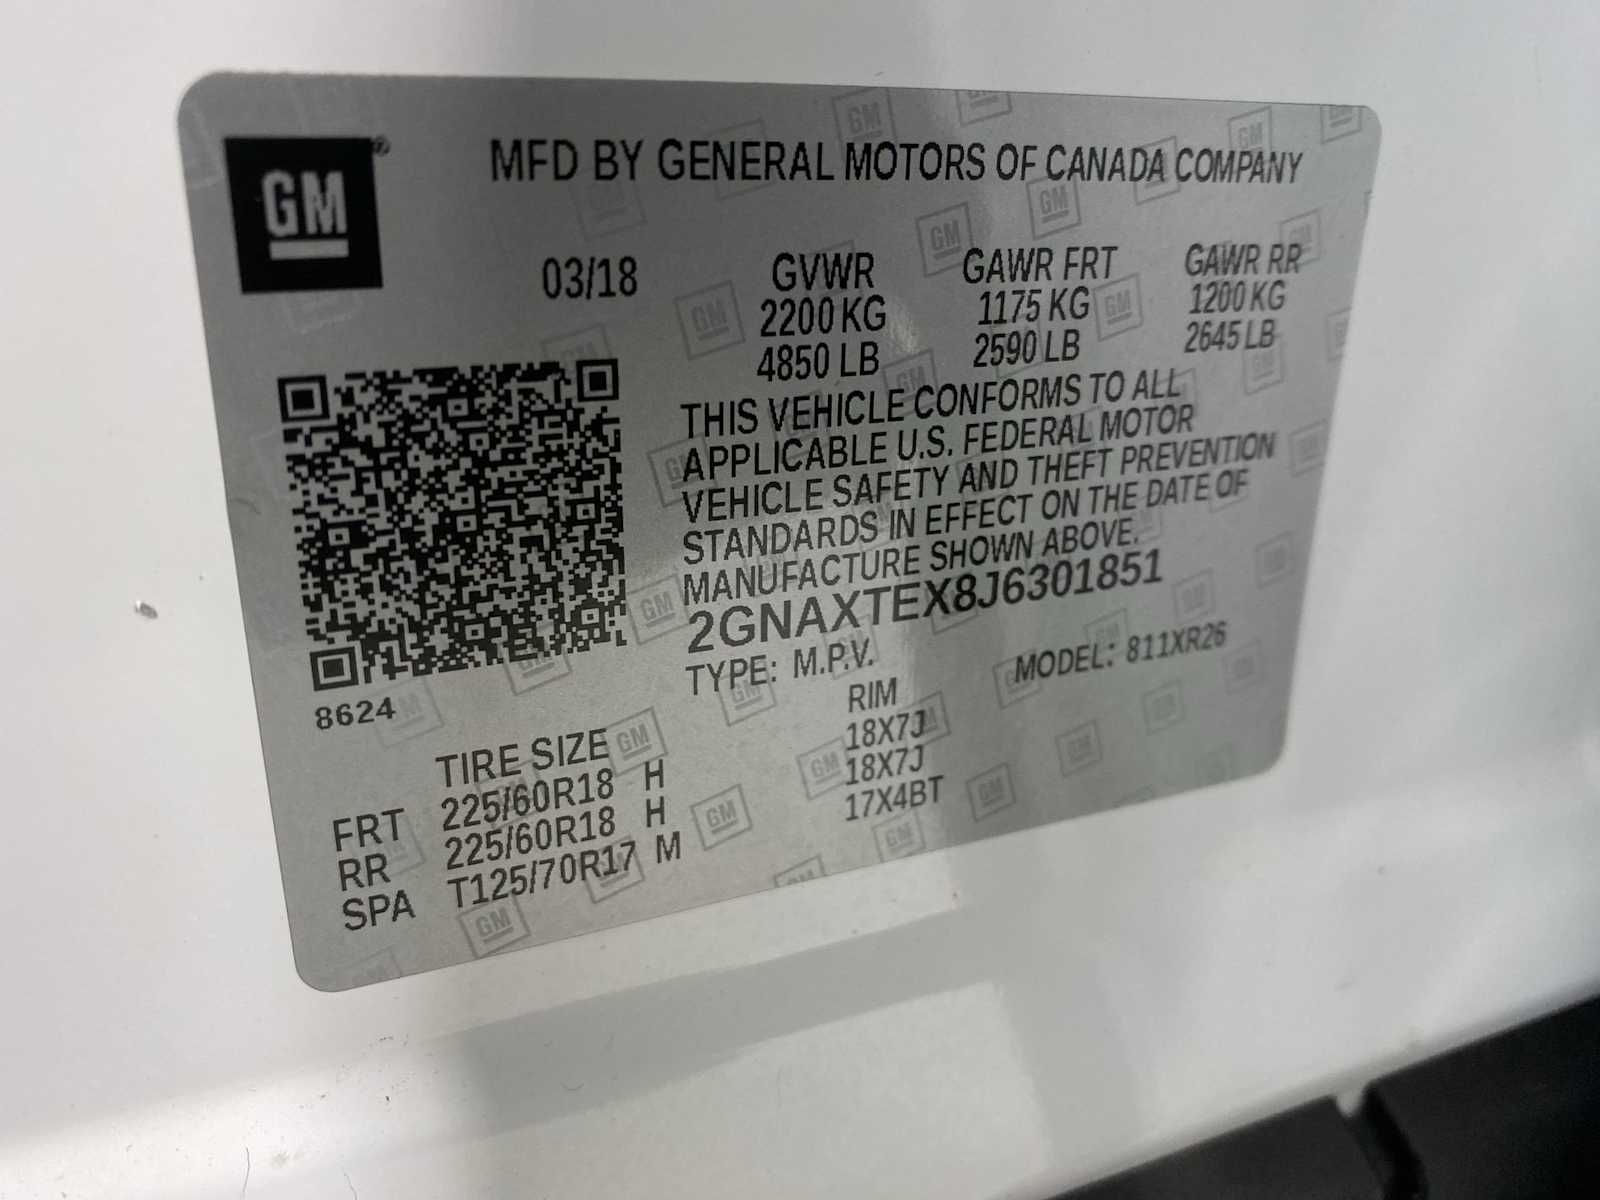 GM®
MFD BY GENERAL MOTORS OF CANADA COMPANY
03/18
GVWR
2200 KG
4850 LB
GAWR FRT
1175 KG
2590 LB
GAWR RR
1200 KG
2645 LB
THIS VEHICLE CONFORMS TO ALL
APPLICABLE U.S. FEDERAL MOTOR
VEHICLE SAFETY AND THEFT PREVENTION
STANDARDS IN EFFECT ON THE DATE OF
MANUFACTURE SHOWN ABOVE.
2GNAXTEX8J6301851
TYPE: M.P.V. MODEL: 811XR26
8624
TIRE SIZE RIM
FRT 225/60R18 H 18X7J
RR 225/60R18 H 18X7J
SPA T125/70R17 M 17X4BT